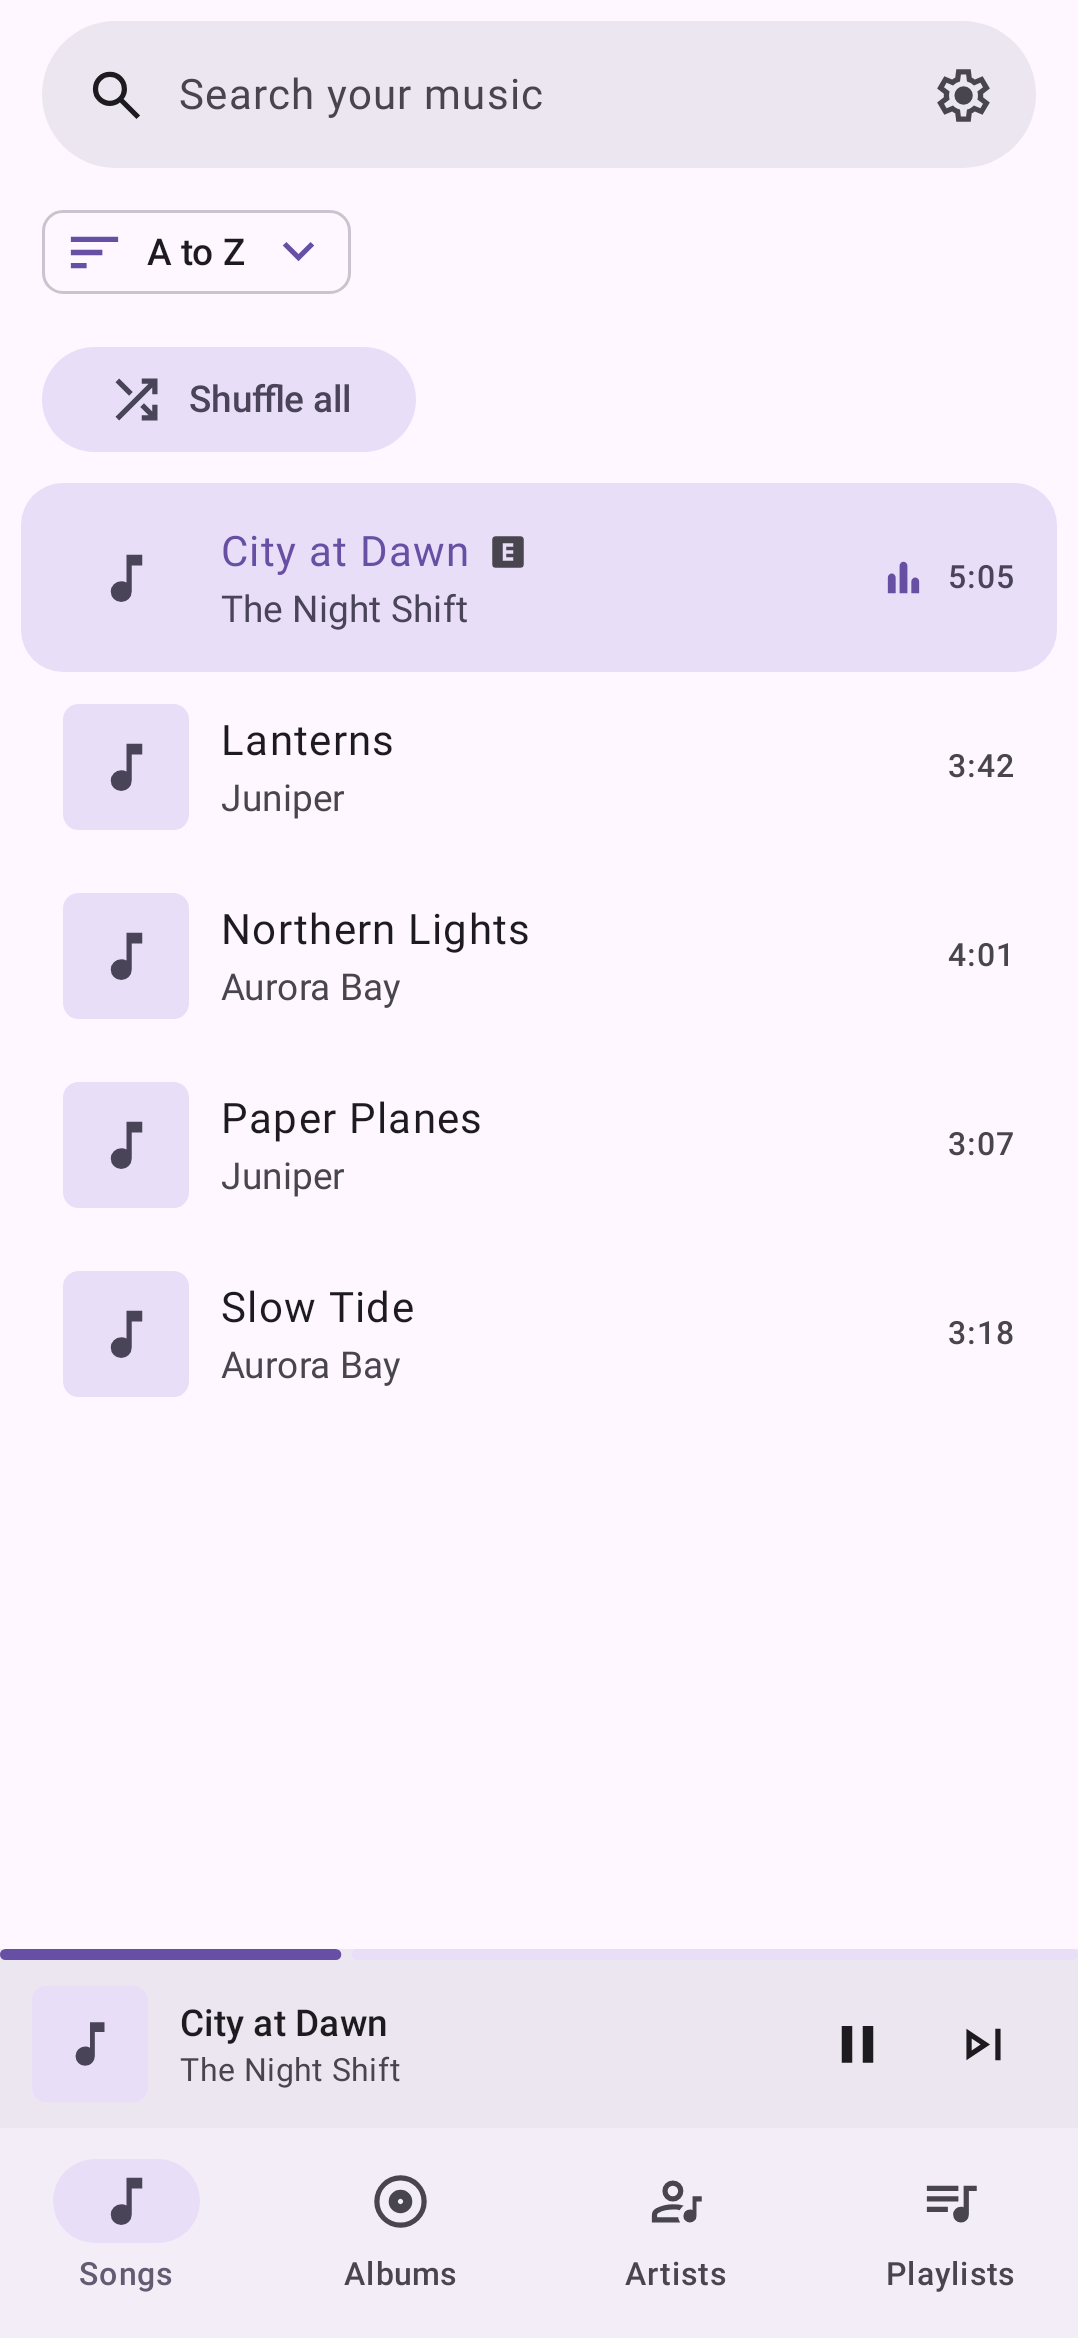 Search your music
A to Z
Shuffle all
City at Dawn E
The Night Shift
5:05
Lanterns
Juniper
3:42
Northern Lights
Aurora Bay
4:01
Paper Planes
Juniper
3:07
Slow Tide
Aurora Bay
3:18
City at Dawn
The Night Shift
Songs
Albums
Artists
Playlists